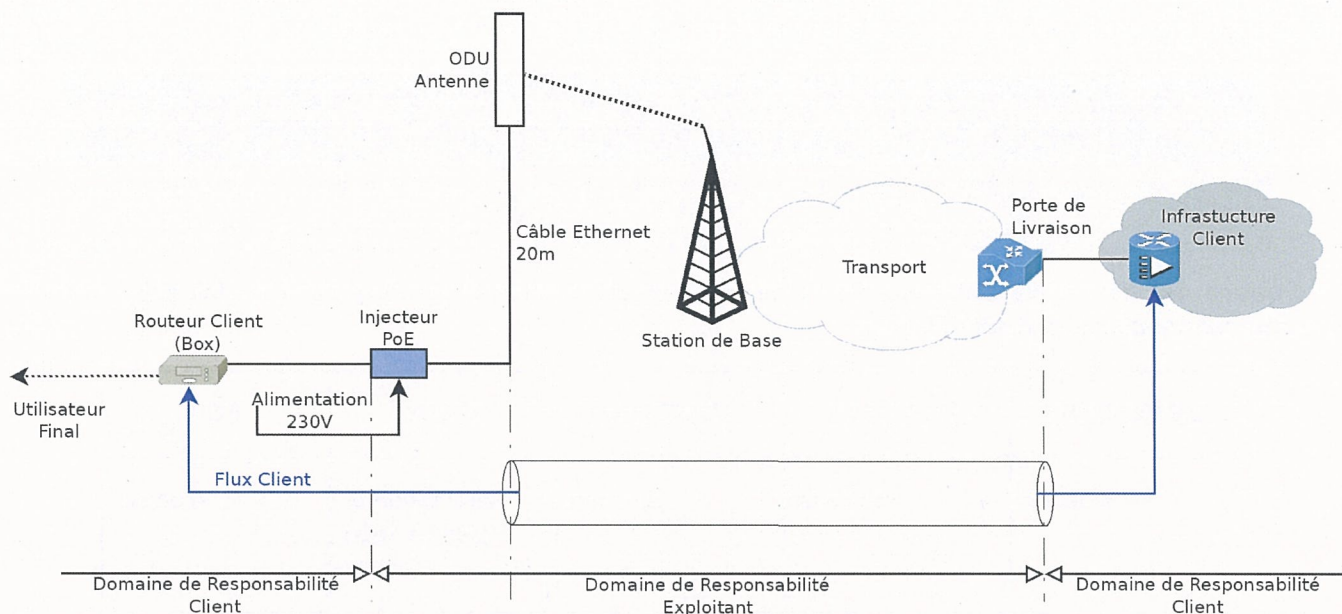 ODU
Antenne
Câble Ethernet
20m
Porte de
Livraison
Infrastucture
Client
Transport
Routeur Client
(Box)
Injecteur
PoE
Station de Base
Utilisateur
Final
Alimentation
230V
Flux Client
Domaine de Responsabilité
Client
Domaine de Responsabilité
Exploitant
Domaine de Responsabilité
Client